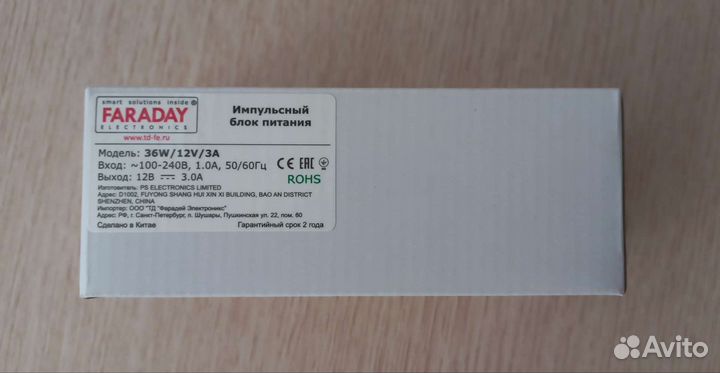 smart solutions inside ®
FARADAY
ELECTRONICS
www.td-fe.ru
Импульсный
блок питания
Модель: 36W/12V/3A
Вход: ~100-240В, 1.0А, 50/60Гц
Выход: 12В ⎓ 3.0А
CE EAC
ROHS
Изготовитель: PS ELECTRONICS LIMITED
Адрес: D1002, FUYONG SHANG HUI XIN XI BUILDING, BAO AN DISTRICT
SHENZHEN, CHINA
Импортер: ООО "ТД "Фарадей Электроникс"
Адрес: РФ, г. Санкт-Петербург, п. Шушары, Пушкинская ул. 22, пом. 60
Сделано в Китае
Гарантийный срок 2 года
Avito